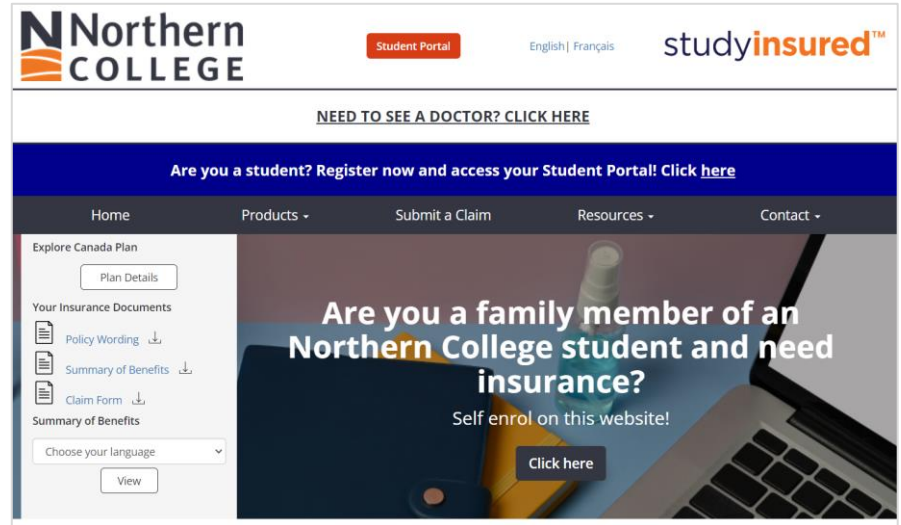 Northern
COLLEGE
Student Portal
English| Français
studyinsured™
NEED TO SEE A DOCTOR? CLICK HERE
Are you a student? Register now and access your Student Portal! Click here
Home
Products
Submit a Claim
Resources
Contact
Explore Canada Plan
Plan Details
Your Insurance Documents
Policy Wording
Summary of Benefits
Claim Form
Summary of Benefits
Choose your language
View
Are you a family member of an
Northern College student and need
insurance?
Self enrol on this website!
Click here